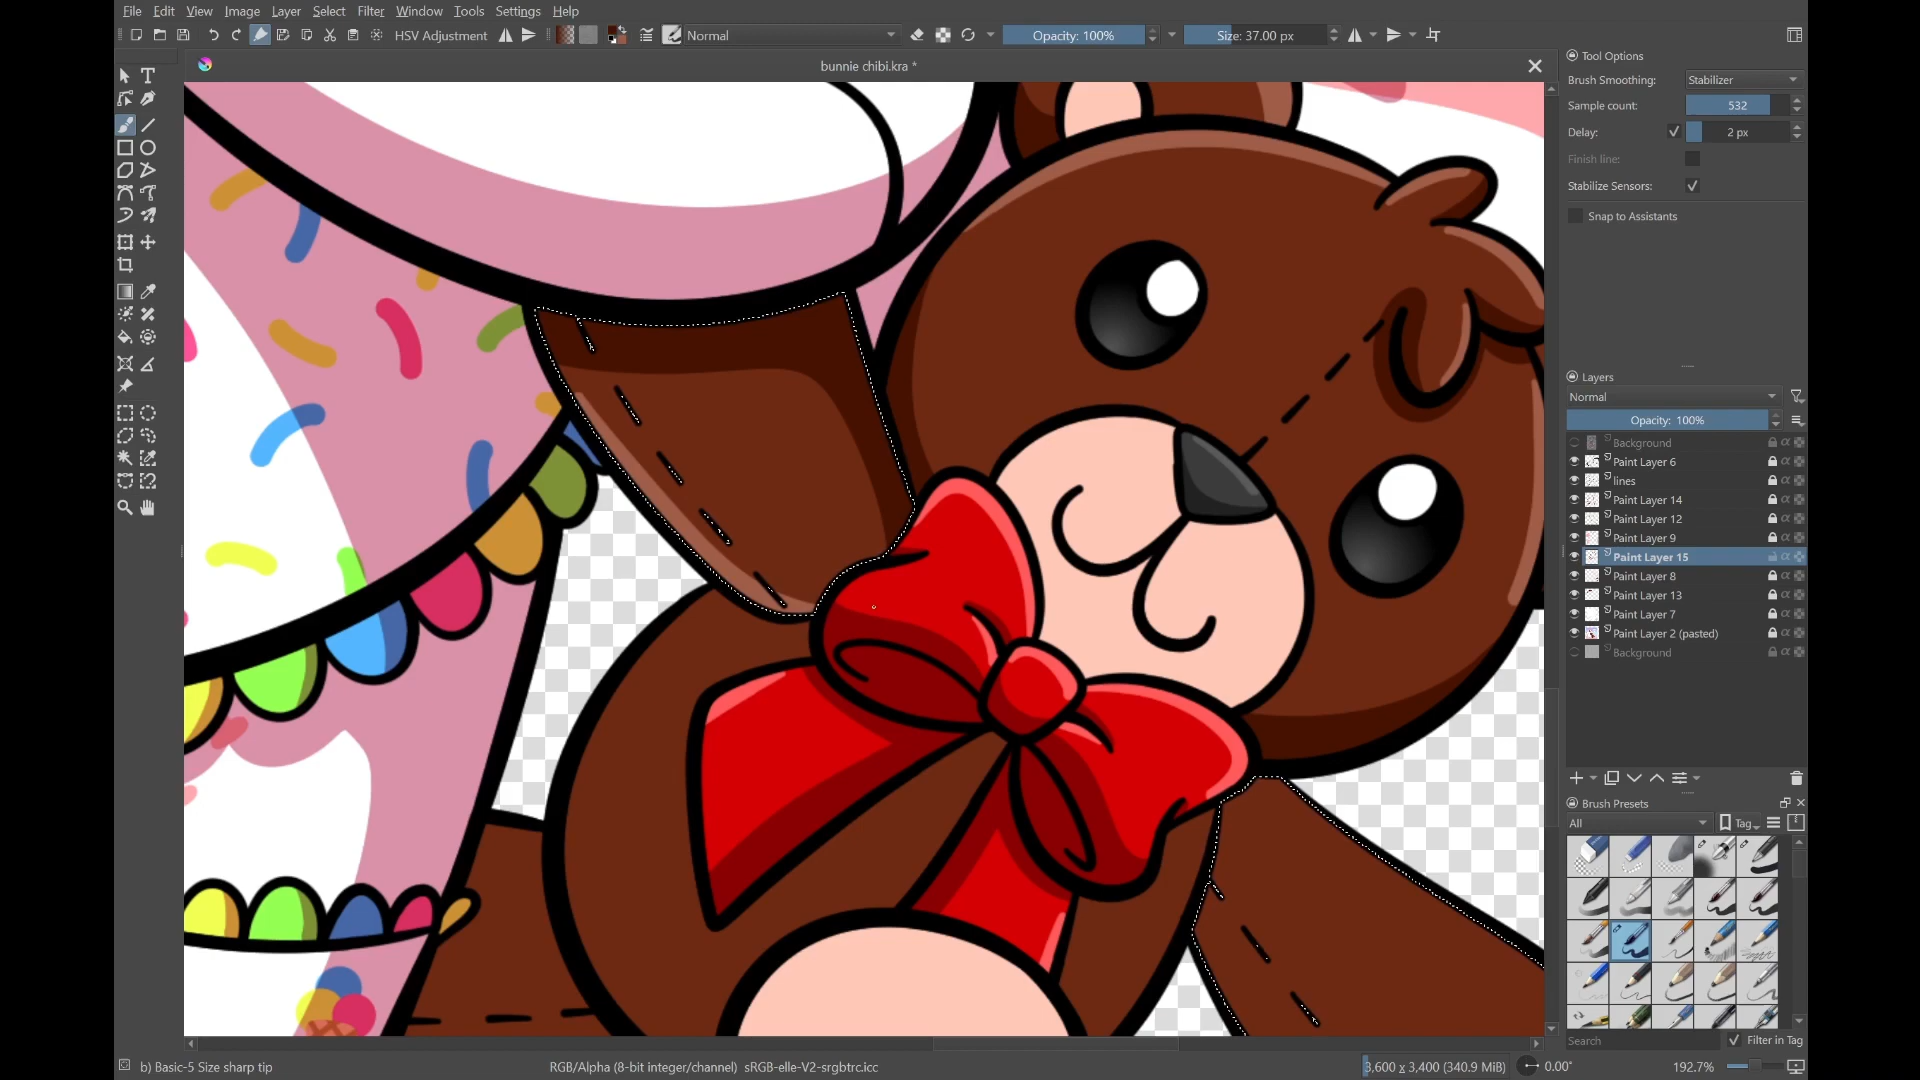 File Edit View Image Layer Select Filter Window Tools Settings Help
HSV Adjustment Normal Opacity: 100% Size: 37.00 px
bunnie chibi.kra *
Tool Options
Brush Smoothing: Stabilizer
Sample count: 532
Delay: 2 px
Finish line:
Stabilize Sensors:
Snap to Assistants
Layers
Normal
Opacity: 100%
Background
Paint Layer 6
lines
Paint Layer 14
Paint Layer 12
Paint Layer 9
Paint Layer 15
Paint Layer 8
Paint Layer 13
Paint Layer 7
Paint Layer 2 (pasted)
Background
Brush Presets
All Tag
Search Filter in Tag
b) Basic-5 Size sharp tip RGB/Alpha (8-bit integer/channel) sRGB-elle-V2-srgbtrc.icc 3,600 x 3,400 (340.9 MiB) 0.00° 192.7%